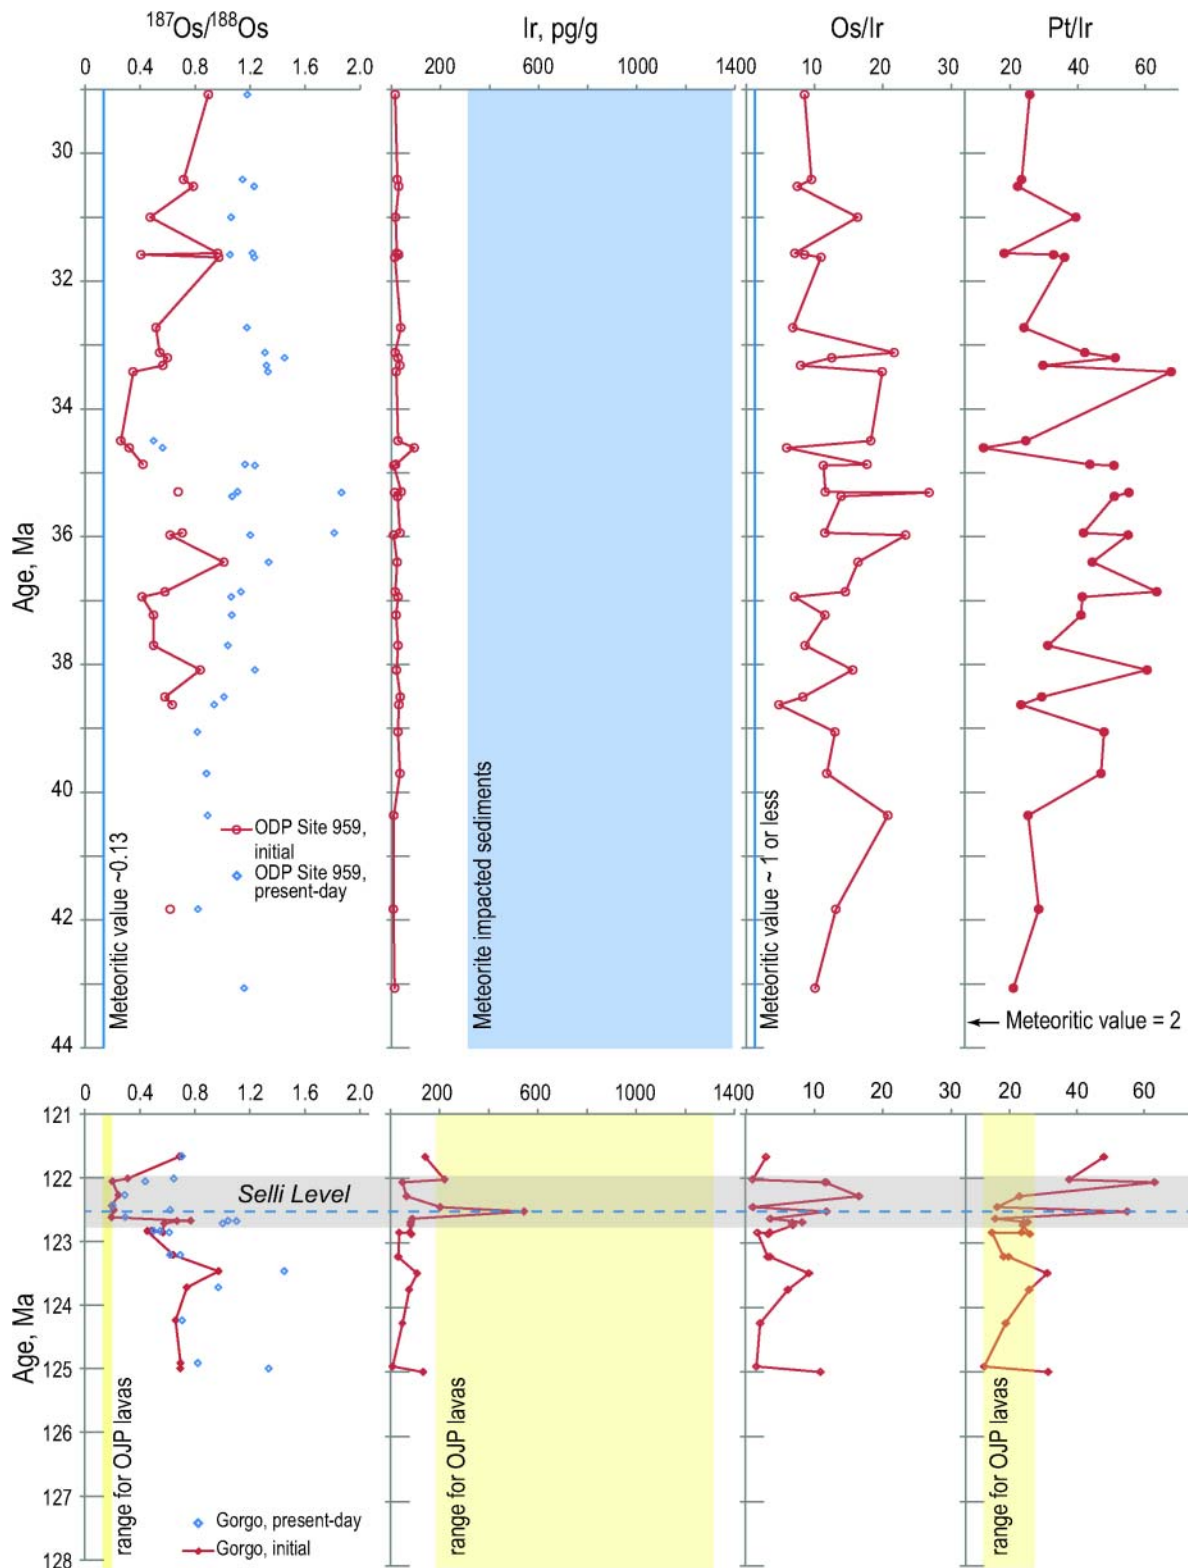 187Os/188Os Ir, pg/g Os/Ir Pt/Ir
0 0.4 0.8 1.2 1.6 2.0 200 600 1000 1400 0 10 20 30 20 40 60
30
32
34
36
38
40
42
44
Age, Ma
Meteoritic value ~0.13
ODP Site 959,
initial
ODP Site 959,
present-day
Meteorite impacted sediments
Meteoritic value ~ 1 or less
Meteoritic value = 2
0 0.4 0.8 1.2 1.6 2.0 200 600 1000 1400 0 10 20 30 20 40 60
121
122
123
124
125
126
127
128
Age, Ma
Selli Level
range for OJP lavas
range for OJP lavas
range for OJP lavas
Gorgo, present-day
Gorgo, initial